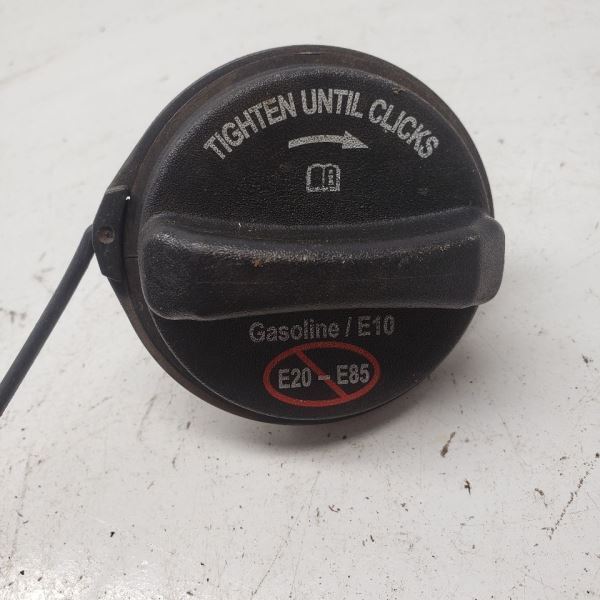 TIGHTEN UNTIL CLICKS
Gasoline / E10
E20 – E85